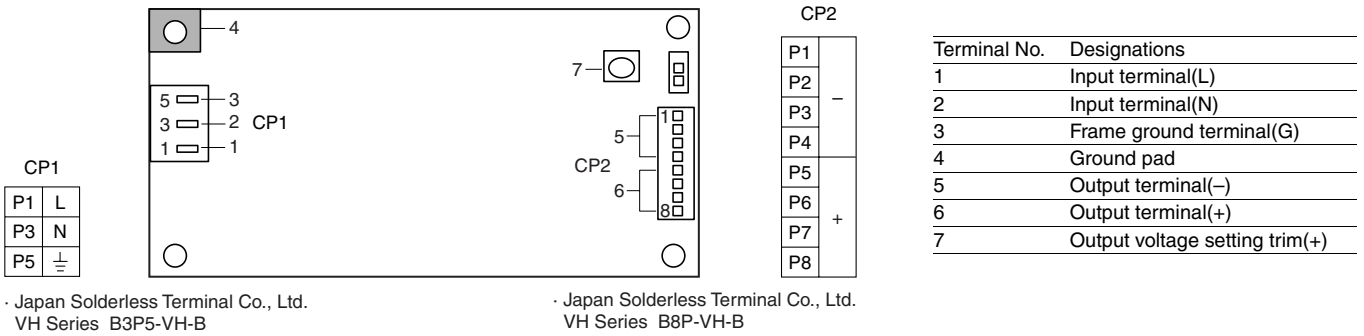 CP1
P1 L
P3 N
P5
4
5 3
3 2 CP1
1 1
7
1
5
CP2
6
8
· Japan Solderless Terminal Co., Ltd.
VH Series B3P5-VH-B
CP2
P1
P2
P3
P4
–
P5
P6
P7
P8
+
· Japan Solderless Terminal Co., Ltd.
VH Series B8P-VH-B
Terminal No. Designations
1 Input terminal(L)
2 Input terminal(N)
3 Frame ground terminal(G)
4 Ground pad
5 Output terminal(–)
6 Output terminal(+)
7 Output voltage setting trim(+)